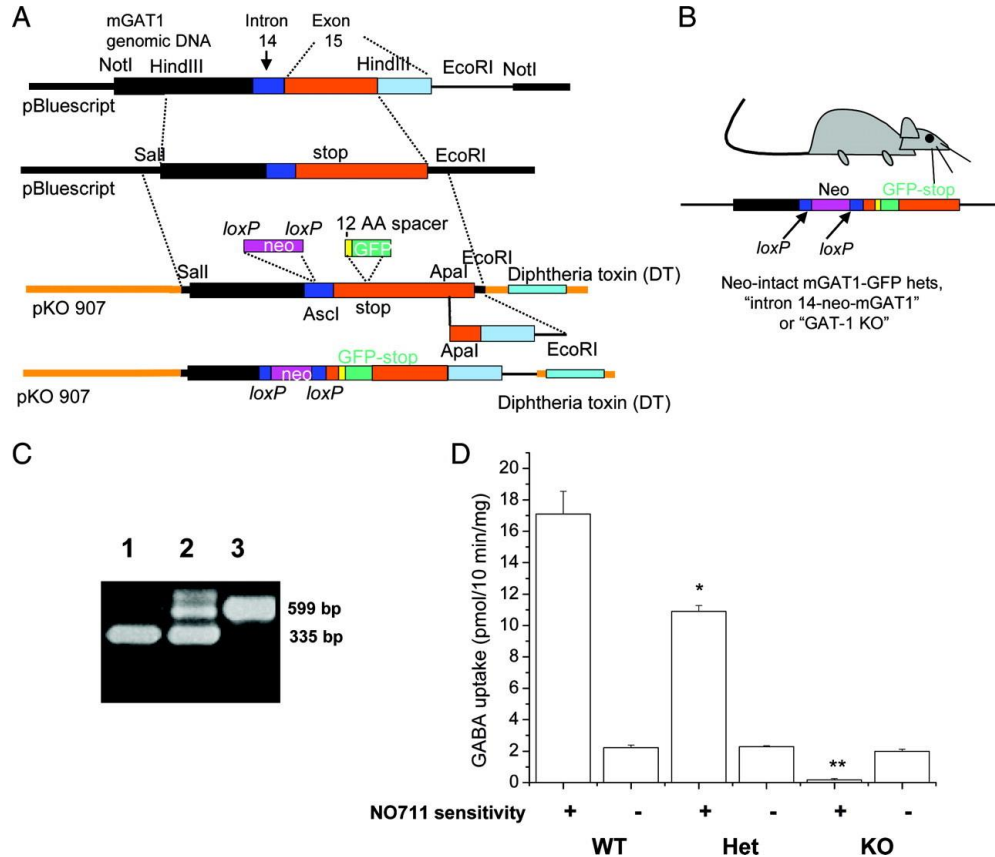 A
mGAT1
genomic DNA
Intron
14
Exon
15
NotI
HindIII
HindIII
EcoRI
NotI
pBluescript
SalI
stop
EcoRI
pBluescript
loxP
loxP
neo
12 AA spacer
GFP
SalI
ApaI
EcoRI
Diphtheria toxin (DT)
pKO 907
AscI
stop
ApaI
EcoRI
GFP-stop
neo
loxP
loxP
pKO 907
Diphtheria toxin (DT)
B
Neo
GFP-stop
loxP
loxP
Neo-intact mGAT1-GFP hets,
“intron 14-neo-mGAT1”
or “GAT-1 KO”
C
1 2 3
599 bp
335 bp
D
GABA uptake (pmol/10 min/mg)
20
18
16
14
12
10
8
6
4
2
0
*
**
NO711 sensitivity + - + - + -
WT Het KO